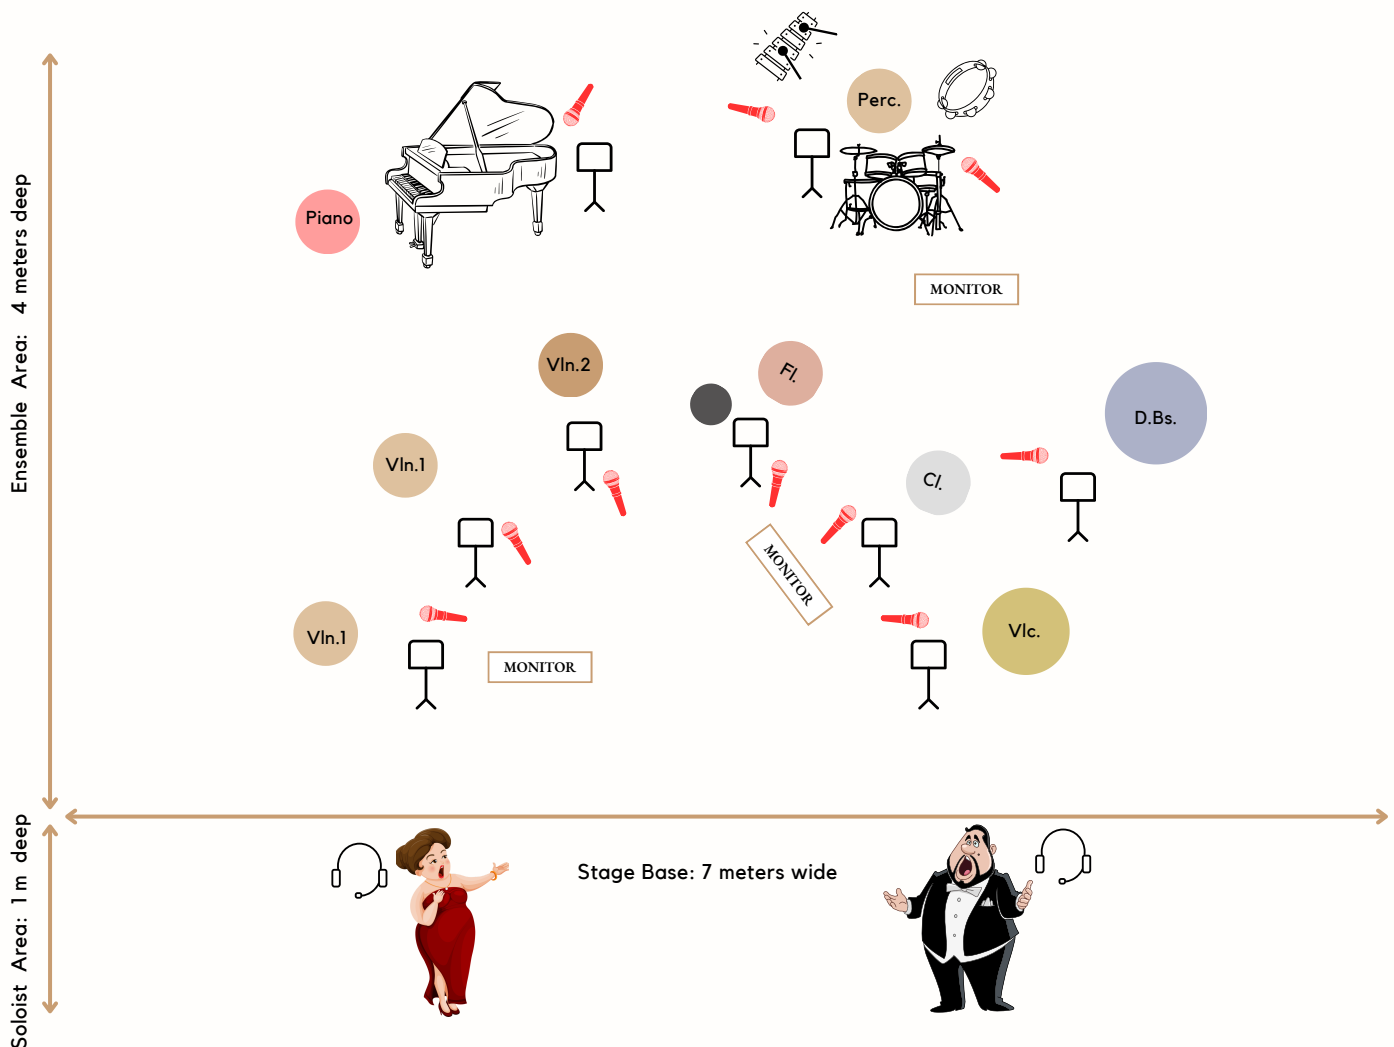 Perc.
Piano
Ensemble Area: 4 meters deep
MONITOR
Vln.2
Fl.
D.Bs.
Vln.1
Cl.
MONITOR
Vln.1
Vlc.
MONITOR
Soloist Area: 1 m deep
Stage Base: 7 meters wide